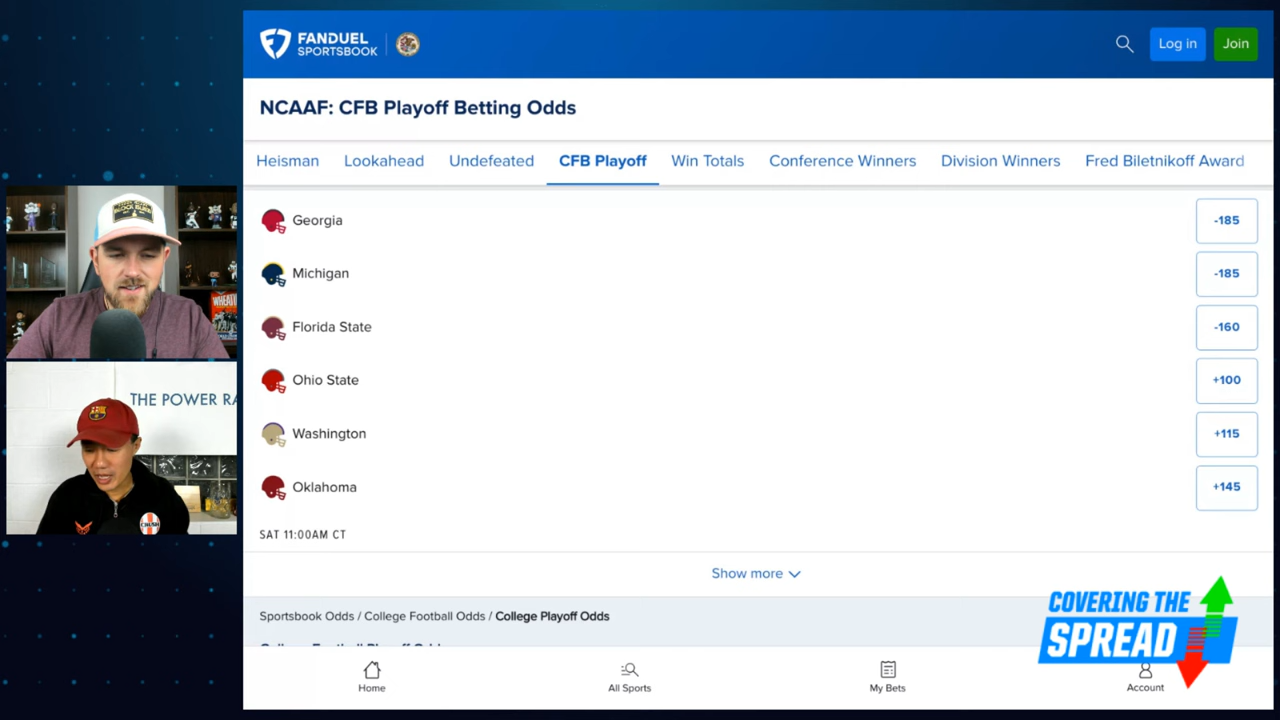 FANDUEL
SPORTSBOOK
Log in
Join
NCAAF: CFB Playoff Betting Odds
Heisman
Lookahead
Undefeated
CFB Playoff
Win Totals
Conference Winners
Division Winners
Fred Biletnikoff Award
Georgia
-185
Michigan
-185
Florida State
-160
Ohio State
+100
Washington
+115
Oklahoma
+145
SAT 11:00AM CT
Show more
Sportsbook Odds / College Football Odds / College Playoff Odds
Home
All Sports
My Bets
Account
COVERING THE
SPREAD
THE POWER RA